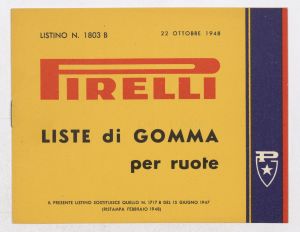 LISTINO N. 1803 B
22 OTTOBRE 1948
PIRELLI
LISTE di GOMMA
per ruote
P
IL PRESENTE LISTINO SOSTITUISCE QUELLO N. 1717 B DEL 15 GIUGNO 1947
(RISTAMPA FEBBRAIO 1948)